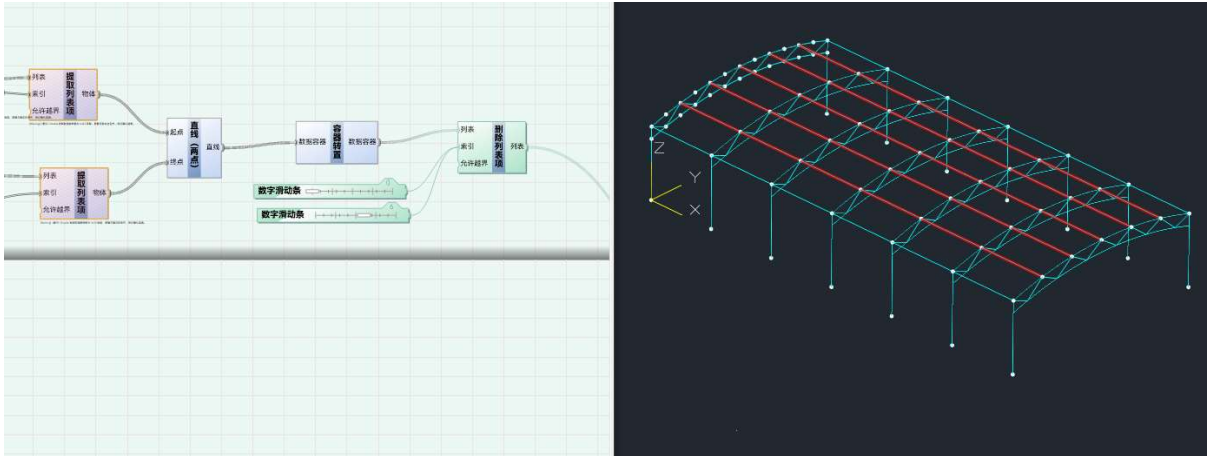 列表
索引
允许越界
提取列表项
物体
列表
索引
允许越界
提取列表项
物体
起点
终点
直线（两点）
直线
数据容器
容器转置
数据容器
列表
索引
允许越界
删除列表项
列表
数字滑动条
0
数字滑动条
Z
Y
X